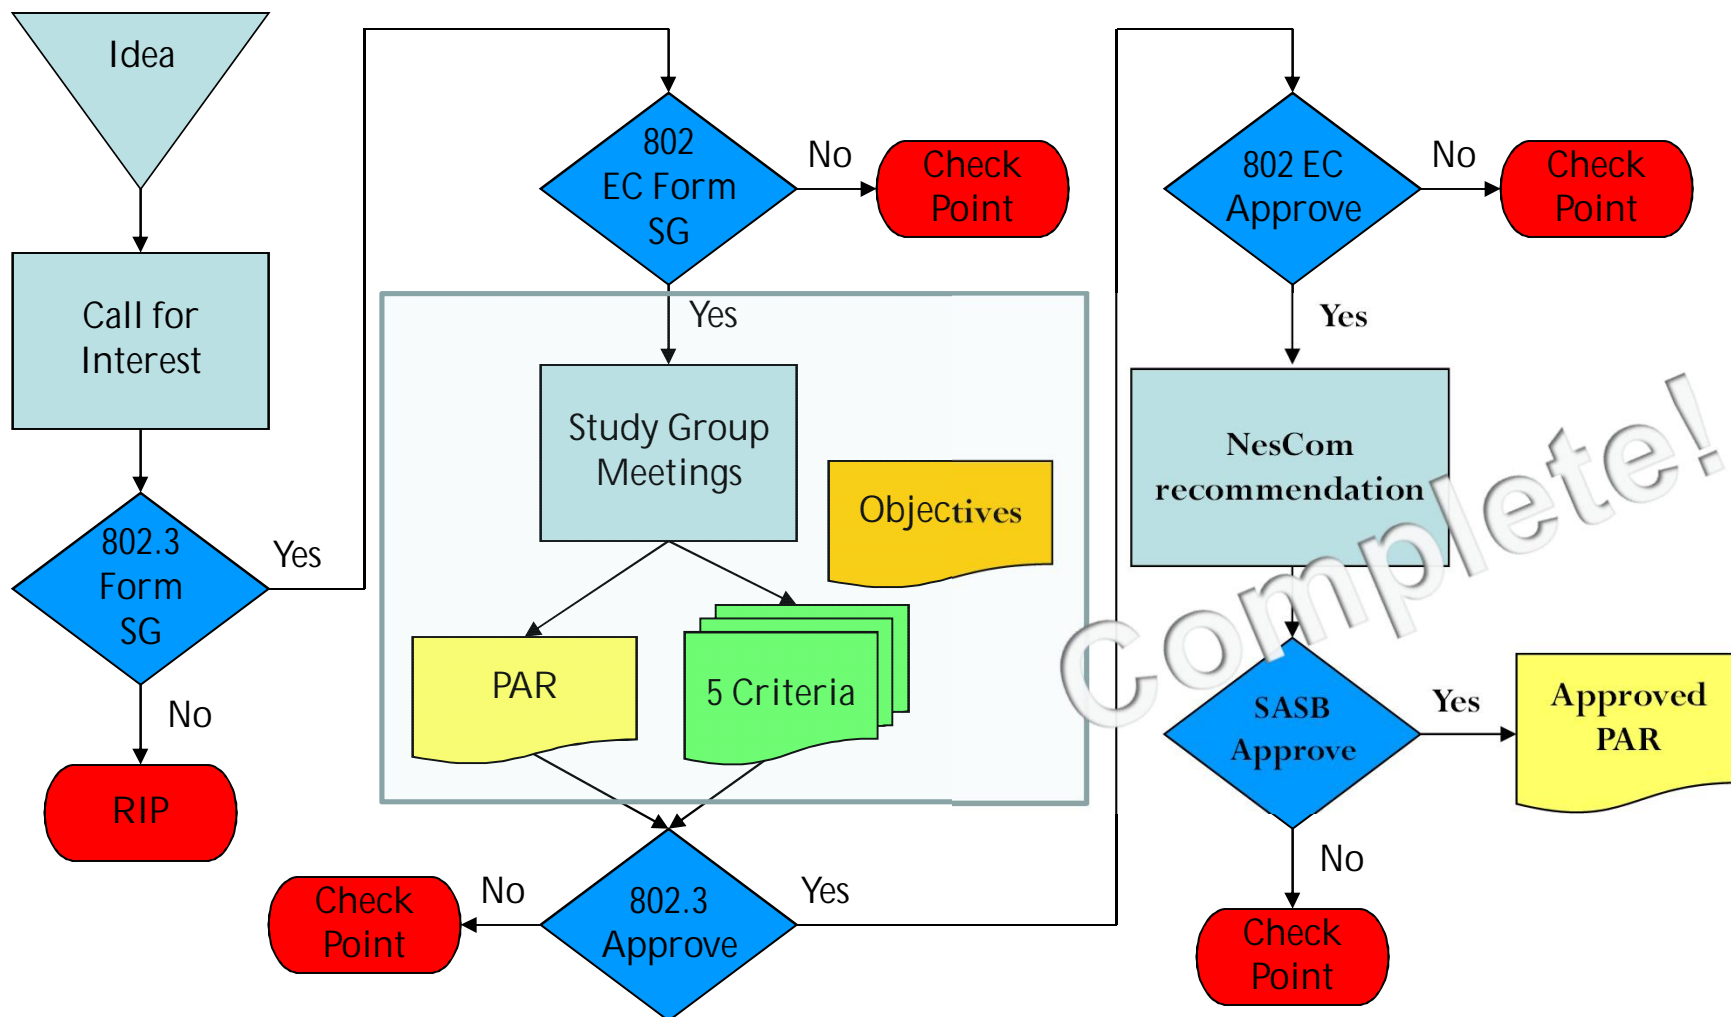 Idea
Call for
Interest
802.3
Form
SG
Yes
No
RIP
802
EC Form
SG
No
Check
Point
Yes
Study Group
Meetings
Objectives
PAR
5 Criteria
802.3
Approve
No
Check
Point
Yes
802 EC
Approve
No
Check
Point
Yes
NesCom
recommendation
Complete!
SASB
Approve
Yes
Approved
PAR
No
Check
Point